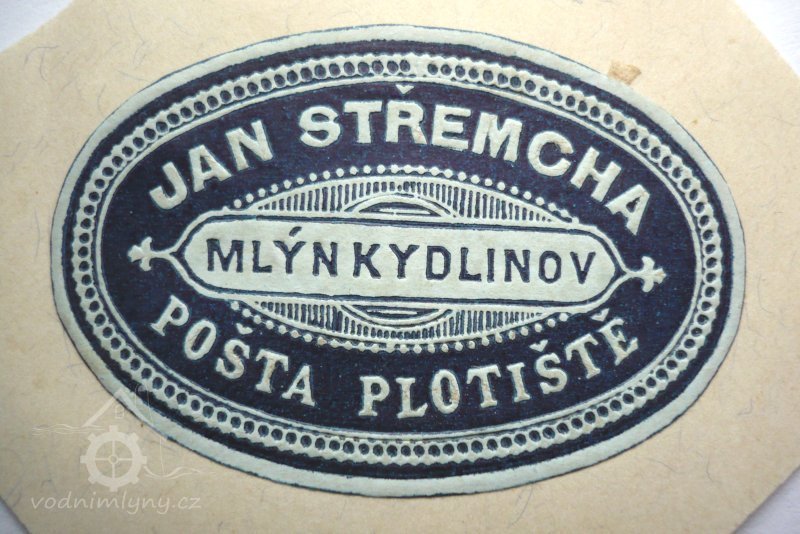 JAN STŘEMCHA
MLÝN KYDLINOV
POŠTA PLOTIŠTĚ
vodnimlyny.cz